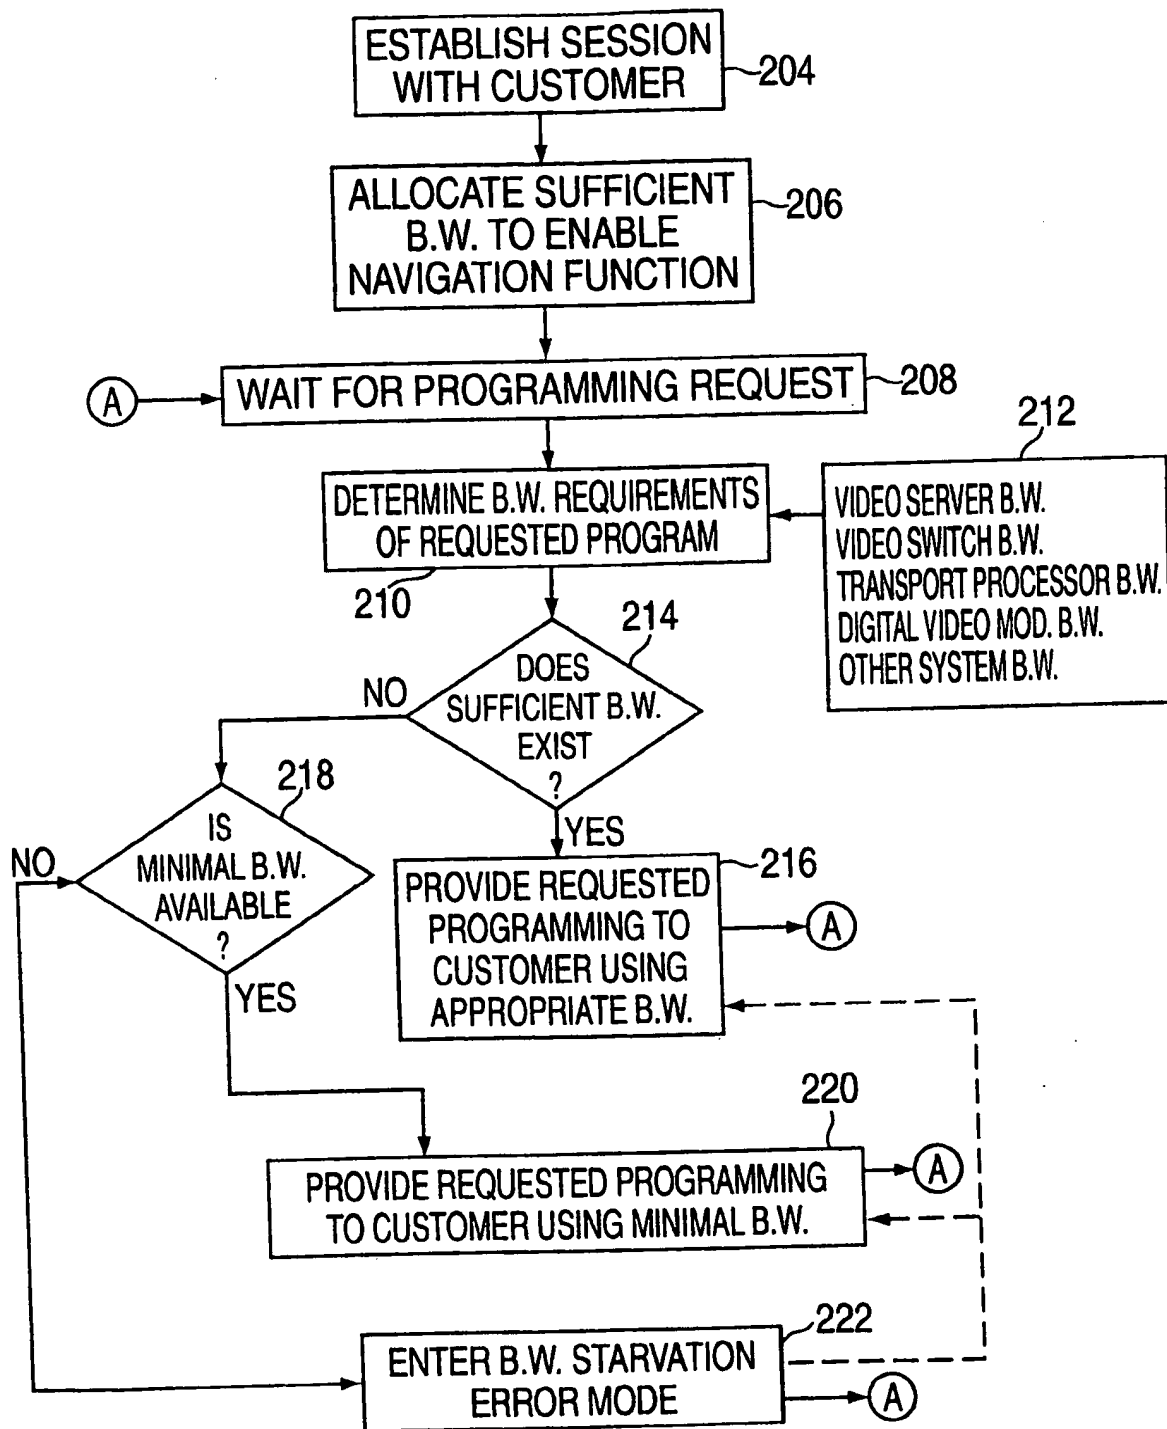 ESTABLISH SESSION
WITH CUSTOMER
204
ALLOCATE SUFFICIENT
B.W. TO ENABLE
NAVIGATION FUNCTION
206
A
WAIT FOR PROGRAMMING REQUEST
208
DETERMINE B.W. REQUIREMENTS
OF REQUESTED PROGRAM
210
212
VIDEO SERVER B.W.
VIDEO SWITCH B.W.
TRANSPORT PROCESSOR B.W.
DIGITAL VIDEO MOD. B.W.
OTHER SYSTEM B.W.
214
DOES
SUFFICIENT B.W.
EXIST
?
NO
YES
218
IS
MINIMAL B.W.
AVAILABLE
?
NO
YES
216
PROVIDE REQUESTED
PROGRAMMING TO
CUSTOMER USING
APPROPRIATE B.W.
A
220
PROVIDE REQUESTED PROGRAMMING
TO CUSTOMER USING MINIMAL B.W.
A
222
ENTER B.W. STARVATION
ERROR MODE
A